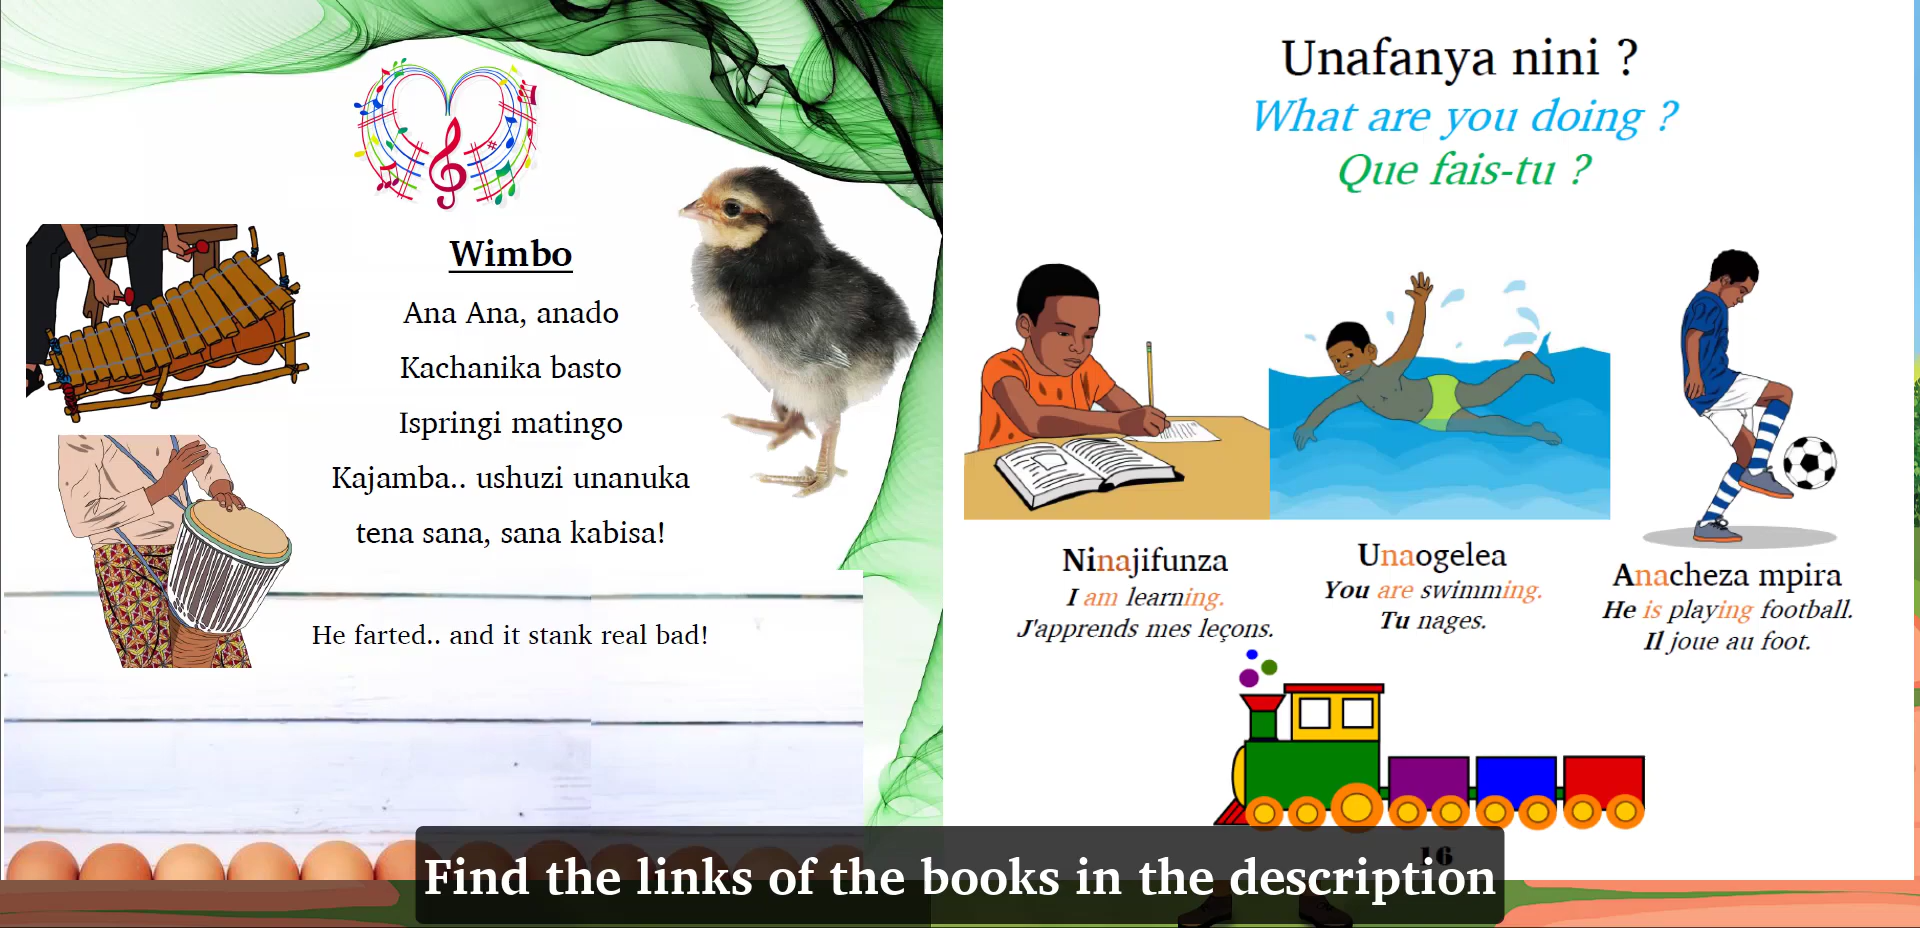 Wimbo
Ana Ana, anado
Kachanika basto
Ispringi matingo
Kajamba.. ushuzi unanuka
tena sana, sana kabisa!
He farted.. and it stank real bad!
Unafanya nini ?
What are you doing ?
Que fais-tu ?
Ninajifunza
I am learning.
J'apprends mes leçons.
Unaogelea
You are swimming.
Tu nages.
Anacheza mpira
He is playing football.
Il joue au foot.
16
Find the links of the books in the description